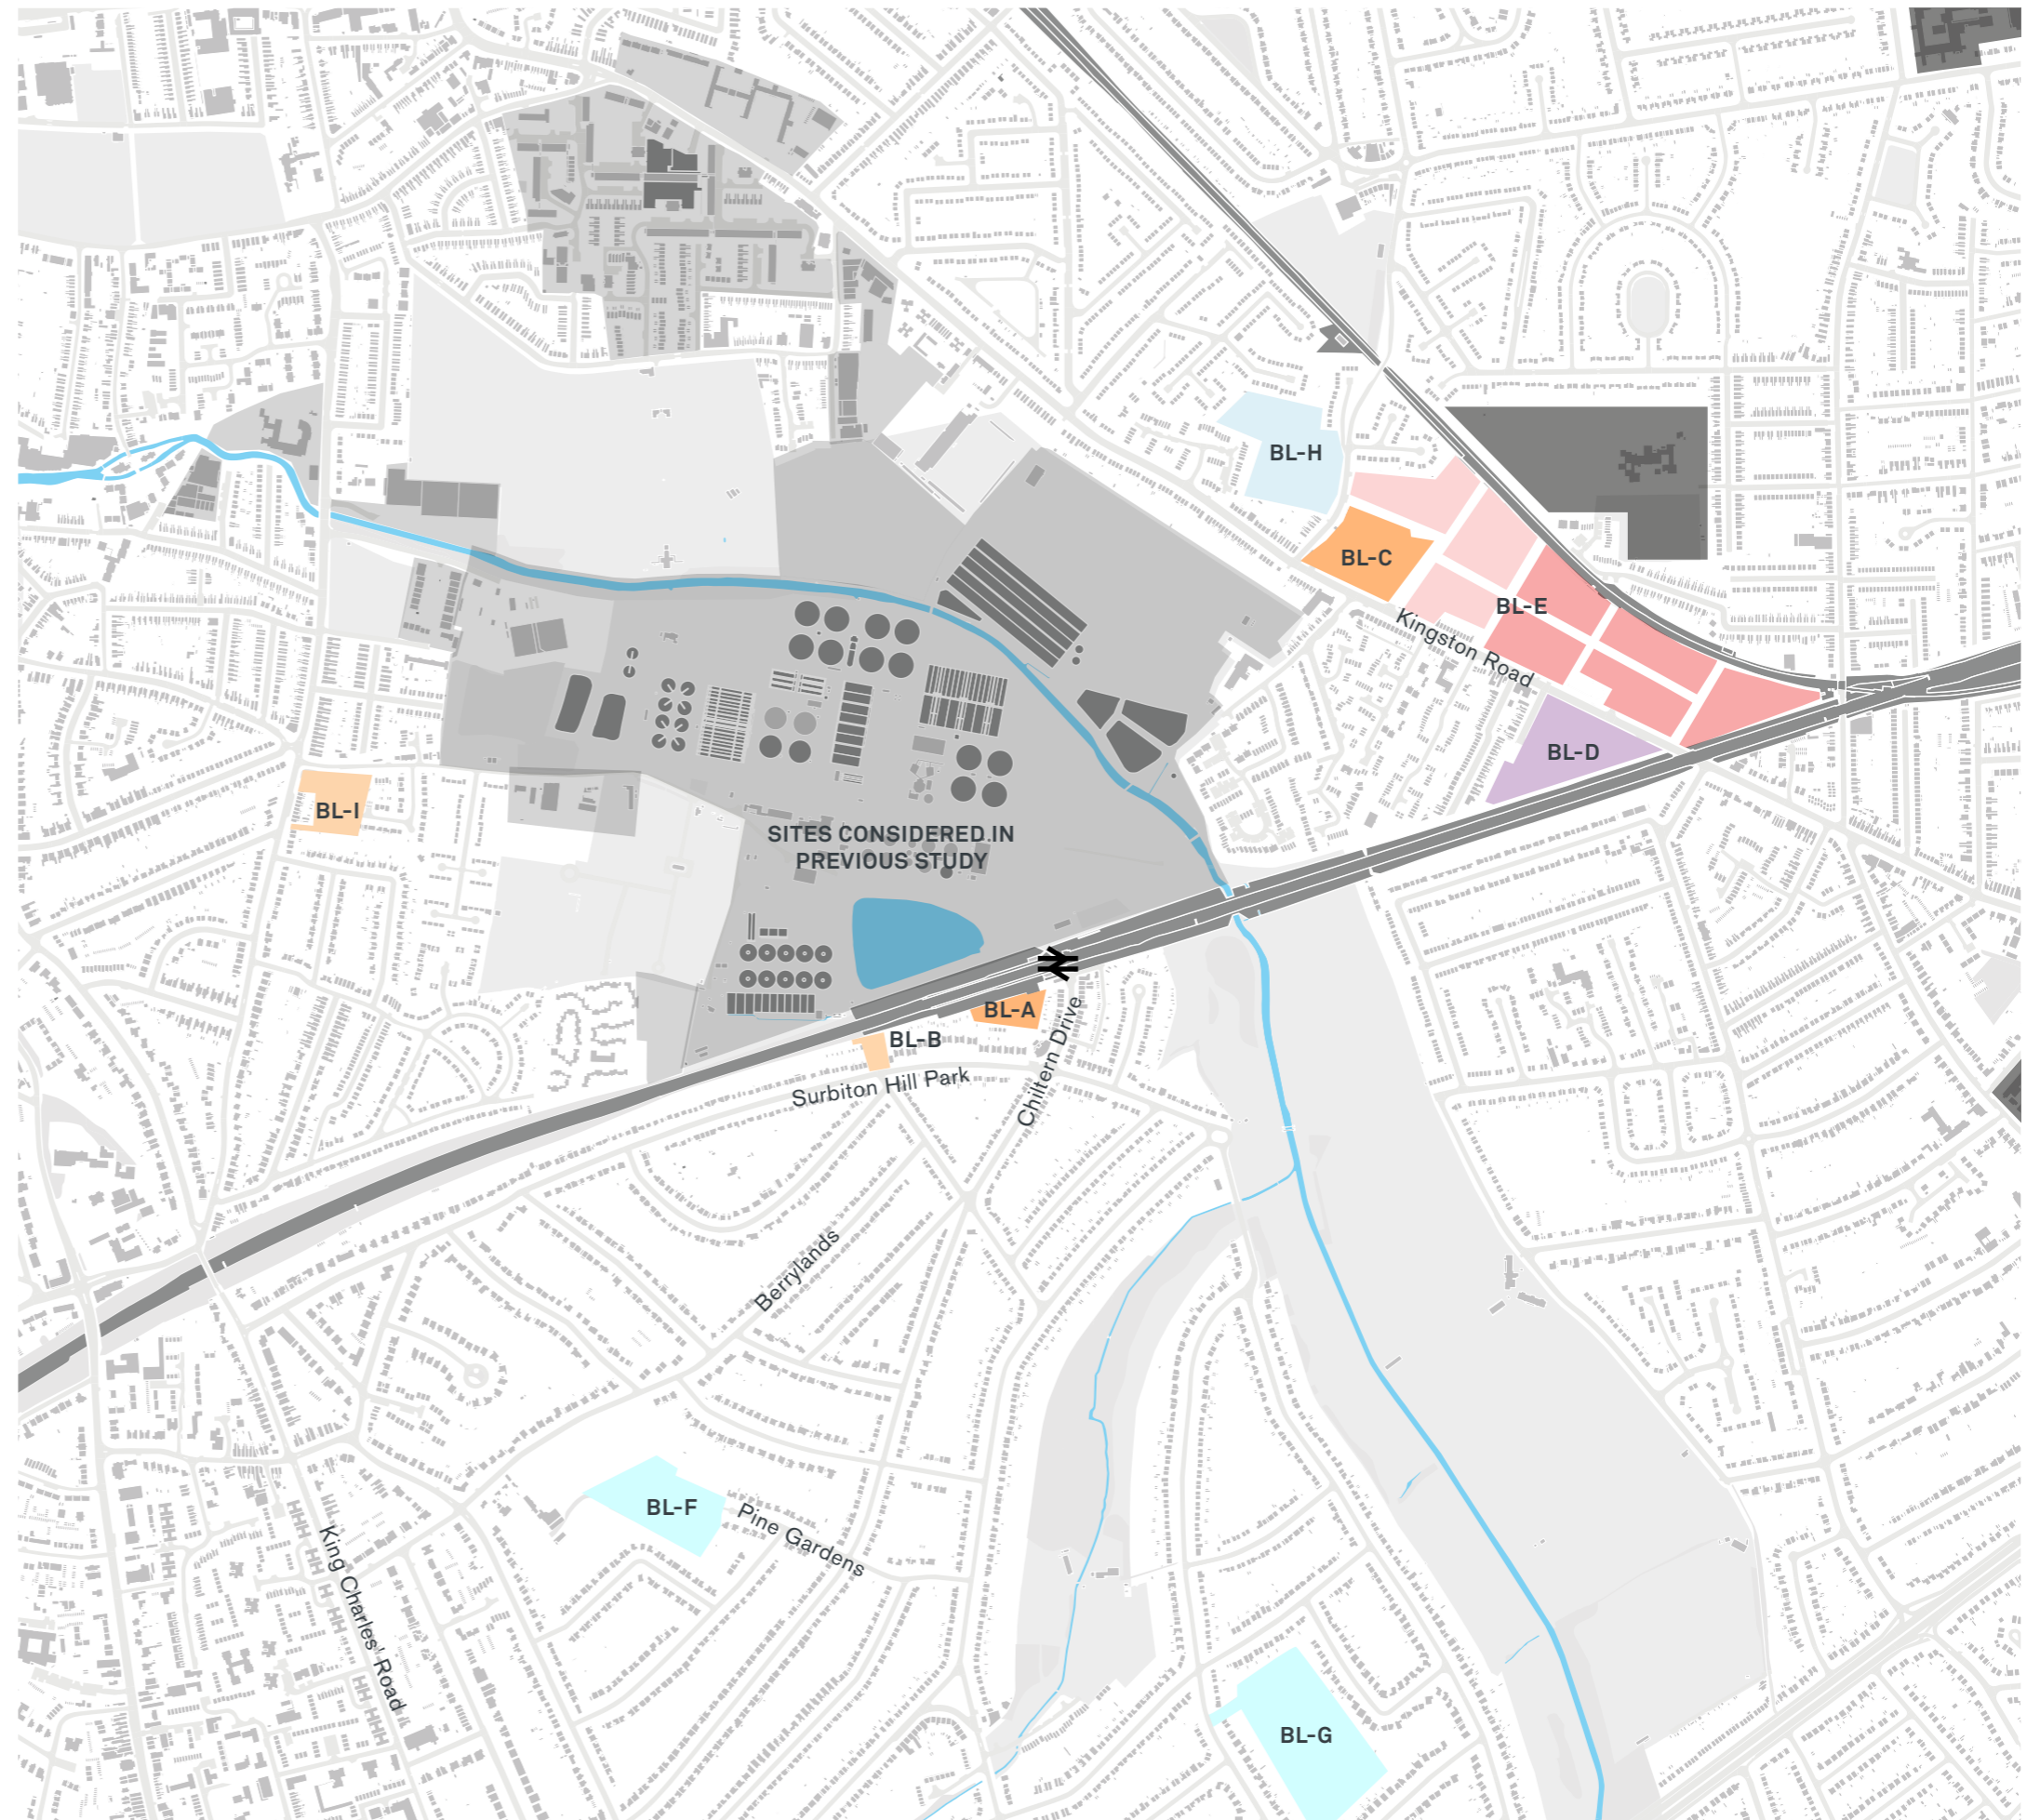 BL-H
BL-C
BL-E
Kingston Road
BL-D
BL-I
SITES CONSIDERED IN
PREVIOUS STUDY
BL-A
BL-B
Surbiton Hill Park
Chiltern Drive
Berrylands
BL-F
Pine Gardens
King Charles' Road
BL-G